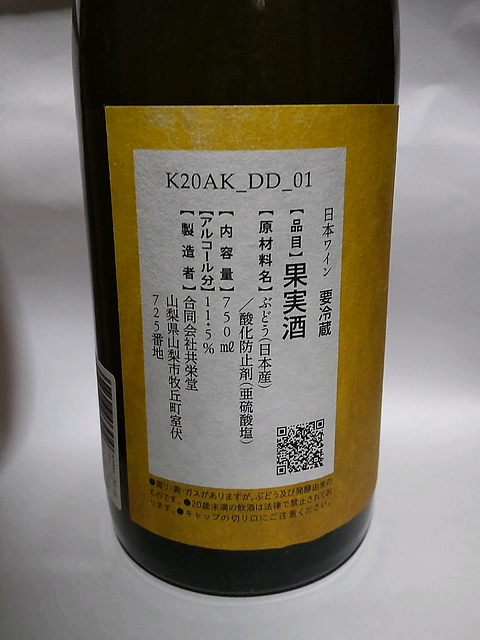 K20AK_DD_01
日本ワイン 要冷蔵
【品目】果実酒
【原材料名】ぶどう(日本産)
/酸化防止剤(亜硫酸塩)
【内容量】750㎖
【アルコール分】11.5%
【製造者】合同会社共栄堂
山梨県山梨市牧丘町室伏
725番地
●濁り・澱・ガスがありますが、ぶどう及び発酵由来の
ものです。●20歳未満の飲酒は法律で禁止されてお
ります。●キャップの切り口にご注意ください。